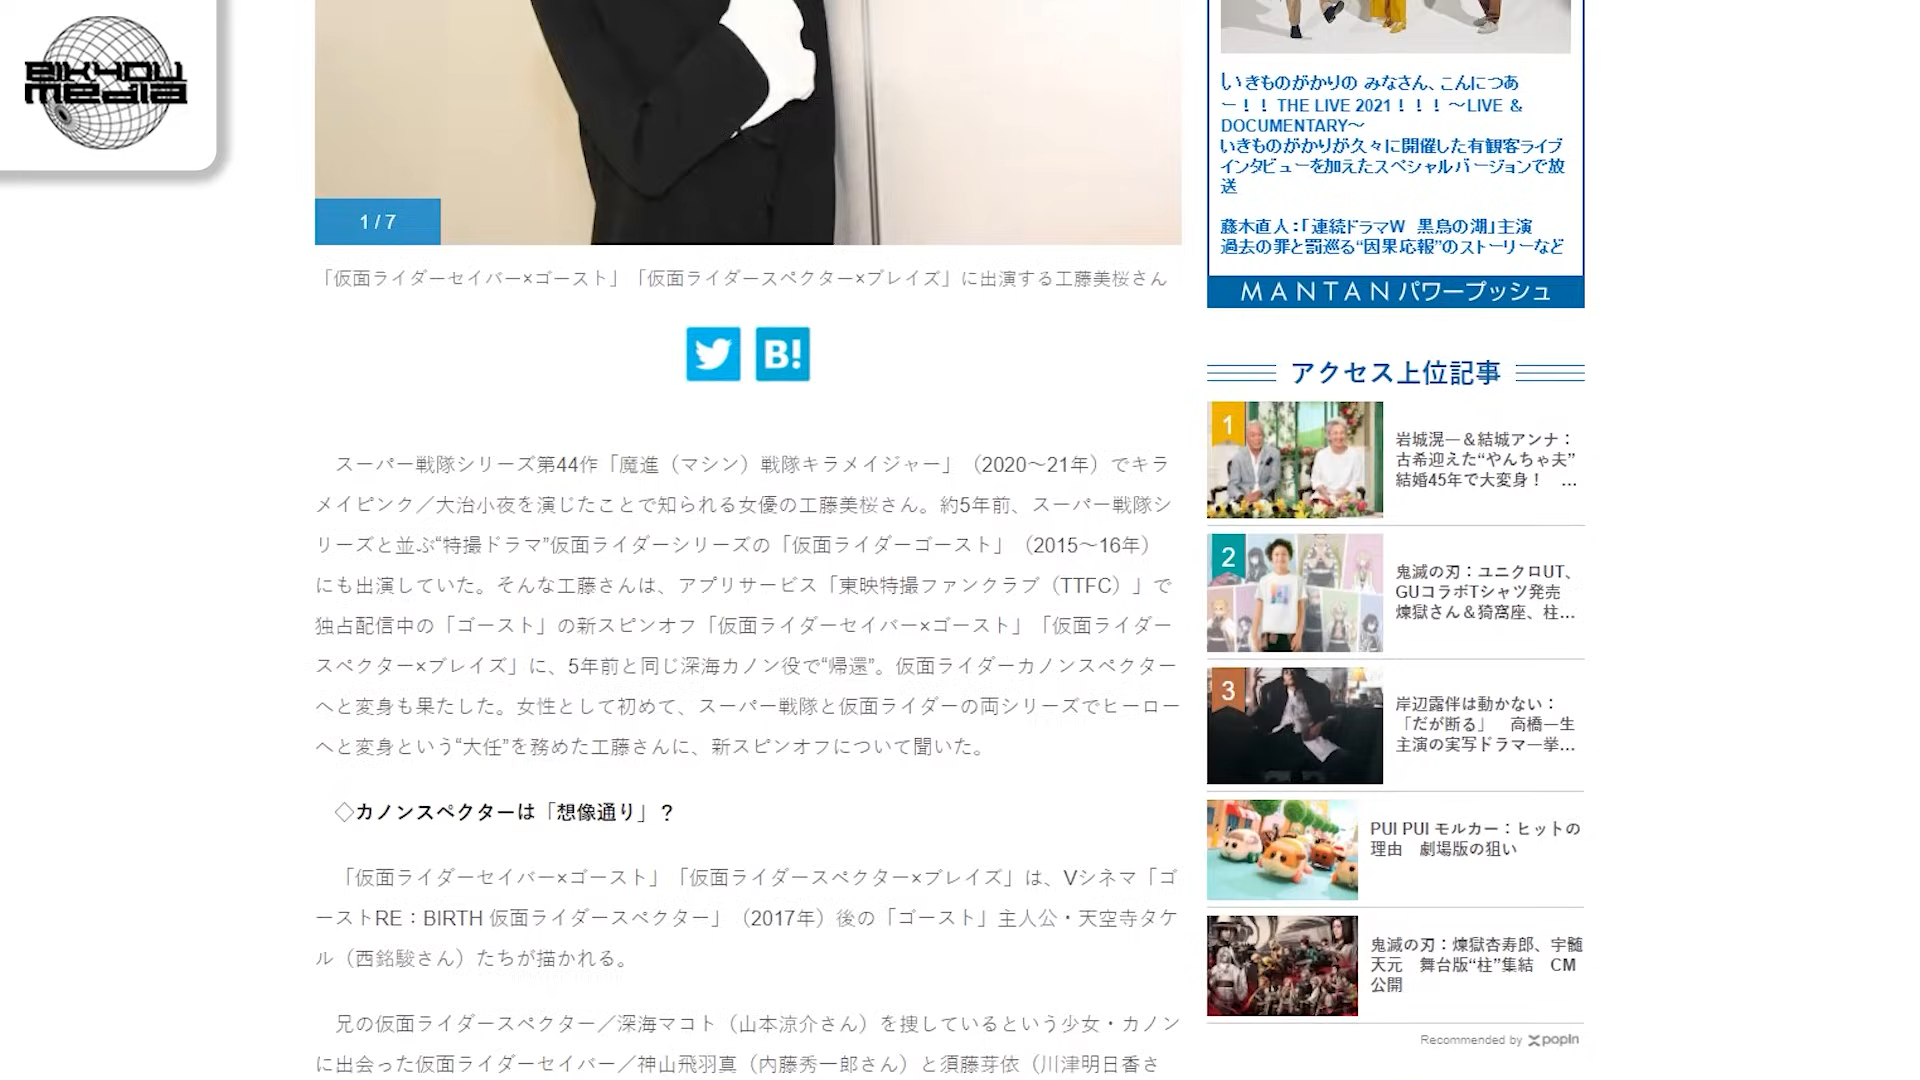 BIKYOU
media
1 / 7
「仮面ライダーセイバー×ゴースト」「仮面ライダースペクター×ブレイズ」に出演する工藤美桜さん
B!
スーパー戦隊シリーズ第44作「魔進（マシン）戦隊キラメイジャー」（2020〜21年）でキラ
メイピンク／大治小夜を演じたことで知られる女優の工藤美桜さん。約5年前、スーパー戦隊シ
リーズと並ぶ“特撮ドラマ”仮面ライダーシリーズの「仮面ライダーゴースト」（2015〜16年）
にも出演していた。そんな工藤さんは、アプリサービス「東映特撮ファンクラブ（TTFC）」で
独占配信中の「ゴースト」の新スピンオフ「仮面ライダーセイバー×ゴースト」「仮面ライダー
スペクター×ブレイズ」に、5年前と同じ深海カノン役で“帰還”。仮面ライダーカノンスペクター
へと変身も果たした。女性として初めて、スーパー戦隊と仮面ライダーの両シリーズでヒーロー
へと変身という“大任”を務めた工藤さんに、新スピンオフについて聞いた。
◇カノンスペクターは「想像通り」？
「仮面ライダーセイバー×ゴースト」「仮面ライダースペクター×ブレイズ」は、Vシネマ「ゴ
ーストRE：BIRTH 仮面ライダースペクター」（2017年）後の「ゴースト」主人公・天空寺タケ
ル（西銘駿さん）たちが描かれる。
兄の仮面ライダースペクター／深海マコト（山本涼介さん）を捜しているという少女・カノン
に出会った仮面ライダーセイバー／神山飛羽真（内藤秀一郎さん）と須藤芽依（川津明日香さ
いきものがかりの みなさん、こんにつあ
ー！！ THE LIVE 2021！！！ 〜LIVE ＆
DOCUMENTARY〜
いきものがかりが久々に開催した有観客ライブ
インタビューを加えたスペシャルバージョンで放
送
藤木直人：「連続ドラマW　黒鳥の湖」主演
過去の罪と罰巡る“因果応報”のストーリーなど
MANTANパワープッシュ
アクセス上位記事
1
岩城滉一＆結城アンナ：
古希迎えた“やんちゃ夫”
結婚45年で大変身！　…
2
鬼滅の刃：ユニクロUT、
GUコラボTシャツ発売
煉獄さん＆猗窩座、柱…
3
岸辺露伴は動かない：
「だが断る」　高橋一生
主演の実写ドラマ一挙…
PUI PUI モルカー：ヒットの
理由　劇場版の狙い
鬼滅の刃：煉獄杏寿郎、宇髄
天元　舞台版“柱”集結　CM
公開
Recommended by popIn